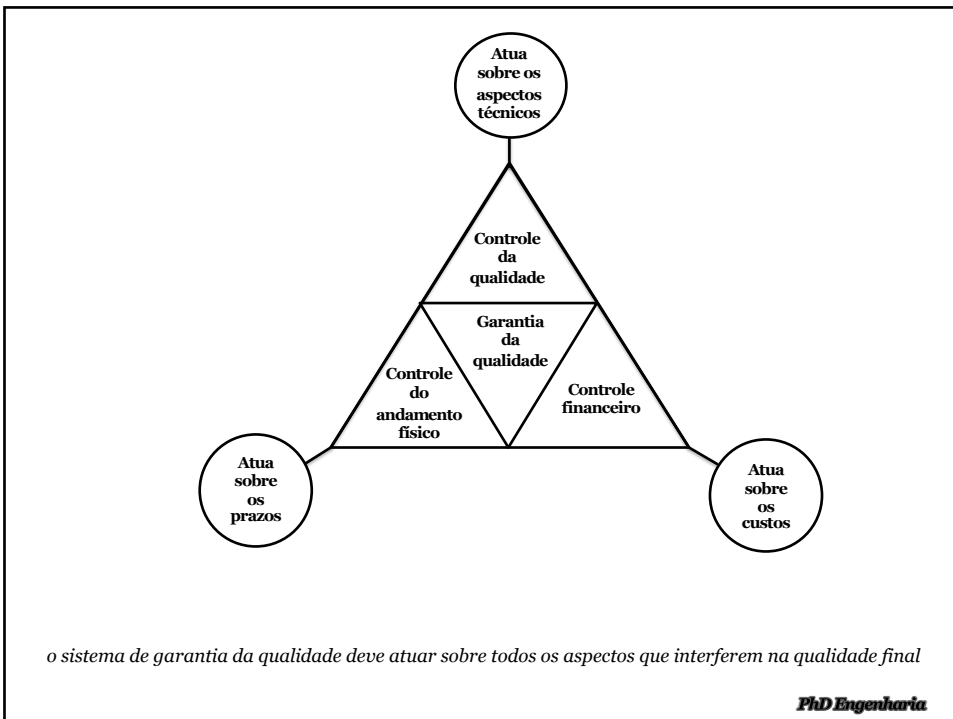 Atua
sobre os
aspectos
técnicos
Controle
da
qualidade
Garantia
da
qualidade
Controle
do
andamento
físico
Controle
financeiro
Atua
sobre
os
prazos
Atua
sobre
os
custos
o sistema de garantia da qualidade deve atuar sobre todos os aspectos que interferem na qualidade final
PhD Engenharia